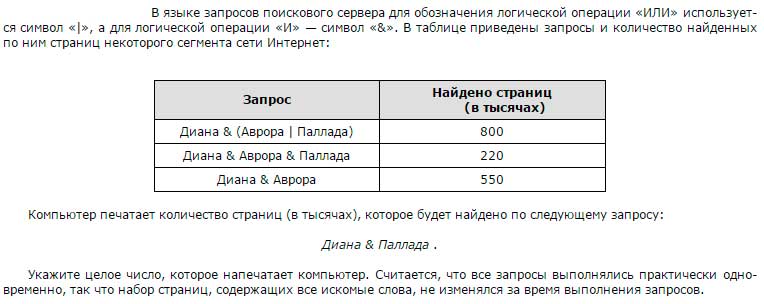 В языке запросов поискового сервера для обозначения логической операции «ИЛИ» используют-
ся символ «|», а для логической операции «И» — символ «&». В таблице приведены запросы и количество найденных
по ним страниц некоторого сегмента сети Интернет:
Запрос Найдено страниц
(в тысячах)
Диана & (Аврора | Паллада) 800
Диана & Аврора & Паллада 220
Диана & Аврора 550
Компьютер печатает количество страниц (в тысячах), которое будет найдено по следующему запросу:
Диана & Паллада .
Укажите целое число, которое напечатает компьютер. Считается, что все запросы выполнялись практически одно-
временно, так что набор страниц, содержащих все искомые слова, не изменялся за время выполнения запросов.